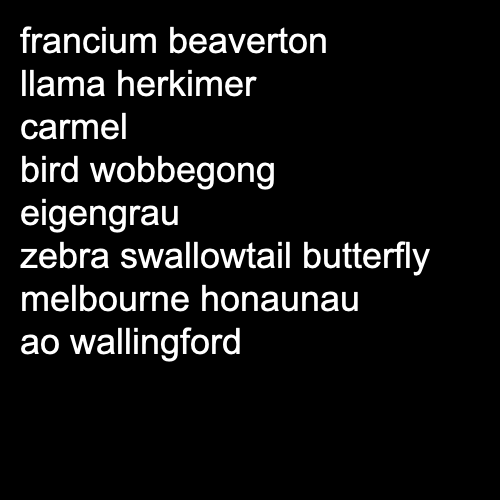 francium beaverton
llama herkimer
carmel
bird wobbegong
eigengrau
zebra swallowtail butterfly
melbourne honaunau
ao wallingford